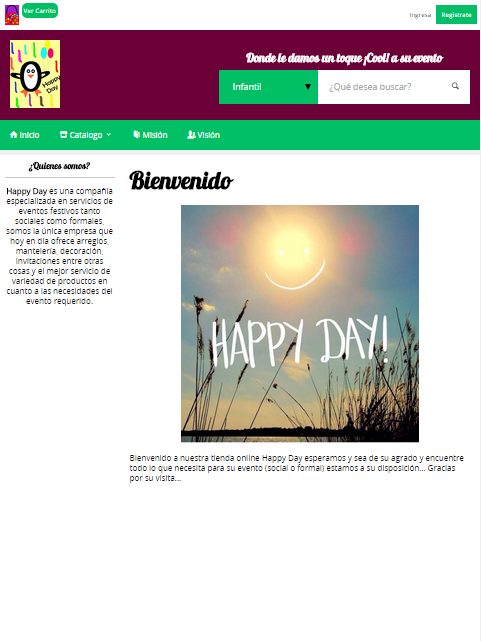 Ver Carrito
Ingresa
Registrate
Happy
Day
Donde le damos un toque ¡Cool! a su evento
Infantil
¿Qué desea buscar?
Inicio
Catalogo
Misión
Visión
¿Quienes somos?
Happy Day es una compañía
especializada en servicios de
eventos festivos tanto
sociales como formales,
somos la única empresa que
hoy en día ofrece arreglos,
mantelería, decoración,
invitaciones entre otras
cosas y el mejor servicio de
variedad de productos en
cuanto a las necesidades del
evento requerido.
Bienvenido
HAPPY DAY!
Bienvenido a nuestra tienda online Happy Day esperamos y sea de su agrado y encuentre
todo lo que necesita para su evento (social o formal) estamos a su disposición... Gracias
por su visita...